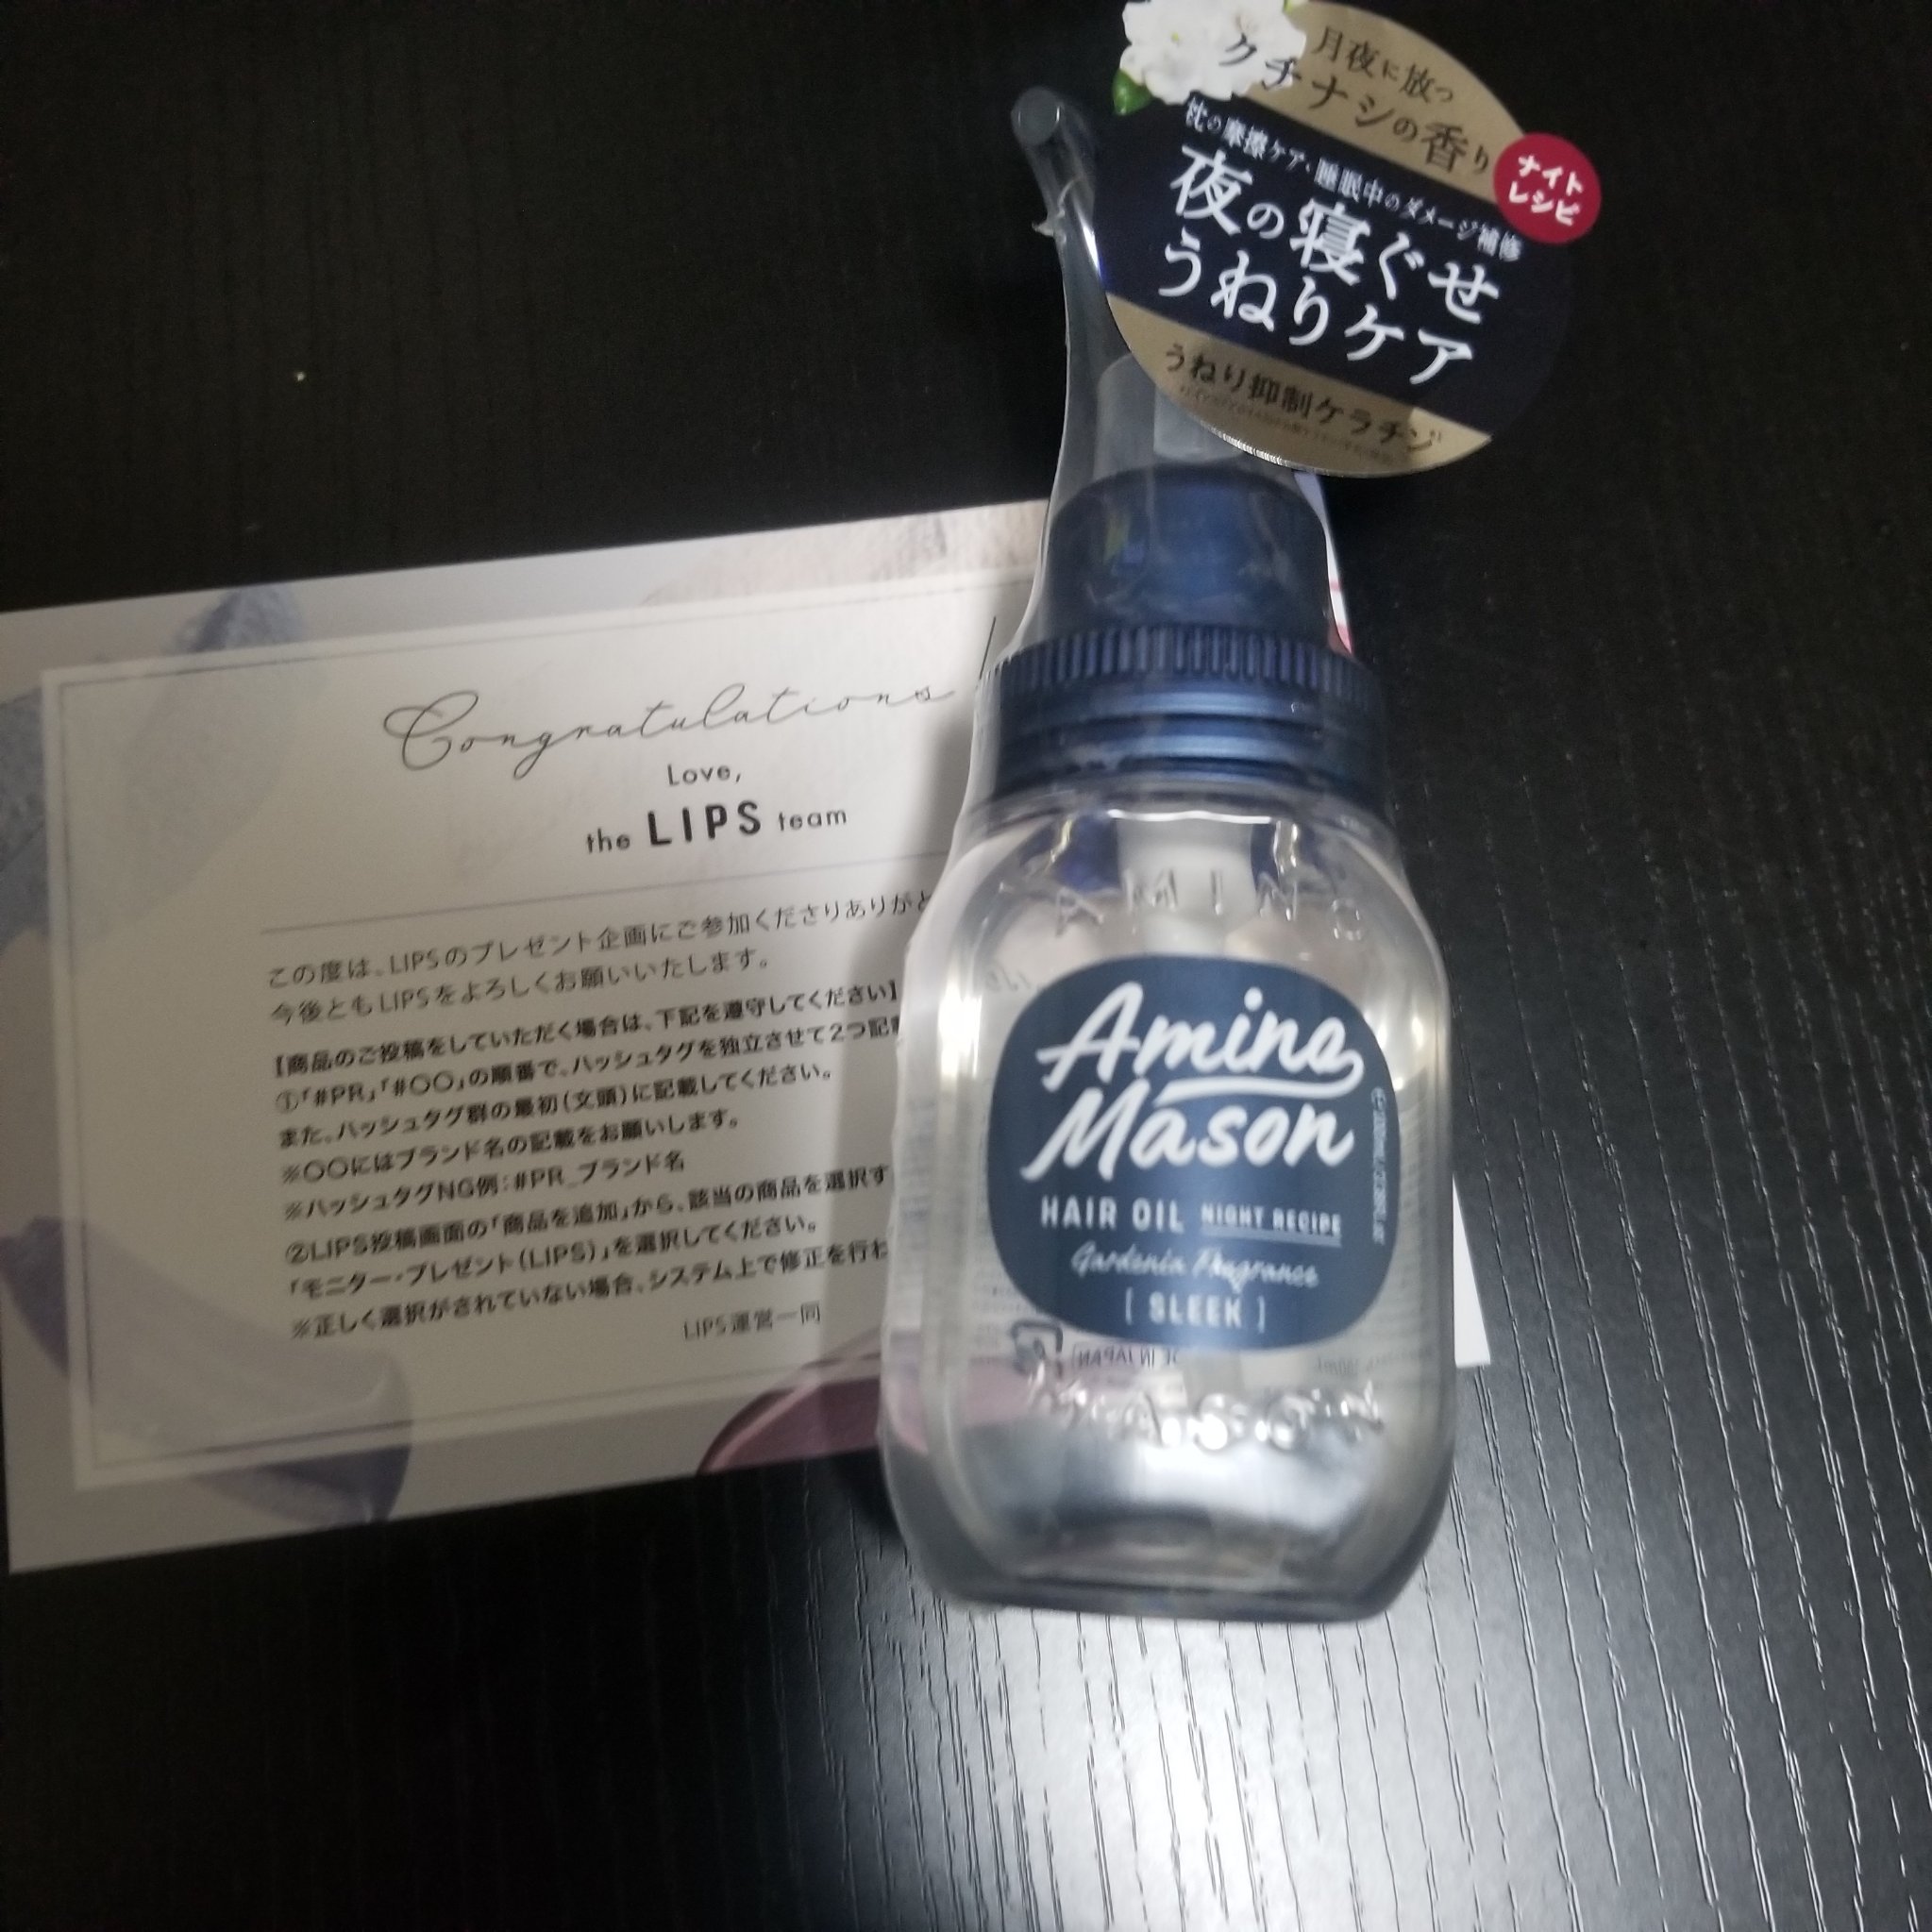 月夜に放つ
クチナシの香り
ナイト
レシピ
枕の摩擦ケア・睡眠中のダメージ補修
夜の寝ぐせ
うねりケア
うねり抑制ケラチン
Congratulations
Love,
the LIPS team
この度は、LIPSのプレゼント企画にご参加くださりありがと
今後ともLIPSをよろしくお願いいたします。
【商品のご投稿をしていただく場合は、下記を遵守してください】
①「#PR」「#〇〇」の順番で、ハッシュタグを独立させて2つ記載
また、ハッシュタグ群の最初(文頭)に記載してください。
※〇〇にはブランド名の記載をお願いします。
※ハッシュタグNG例：#PR_ブランド名
②LIPS投稿画面の「商品を追加」から、該当の商品を選択す
「モニター・プレゼント(LIPS)」を選択してください。
※正しく選択がされていない場合、システム上で修正を行わ
LIPS運営一同
AMINO
Amino
Mason
HAIR OIL NIGHT RECIPE
Gardenia Fragrance
[ SLEEK ]
MASON